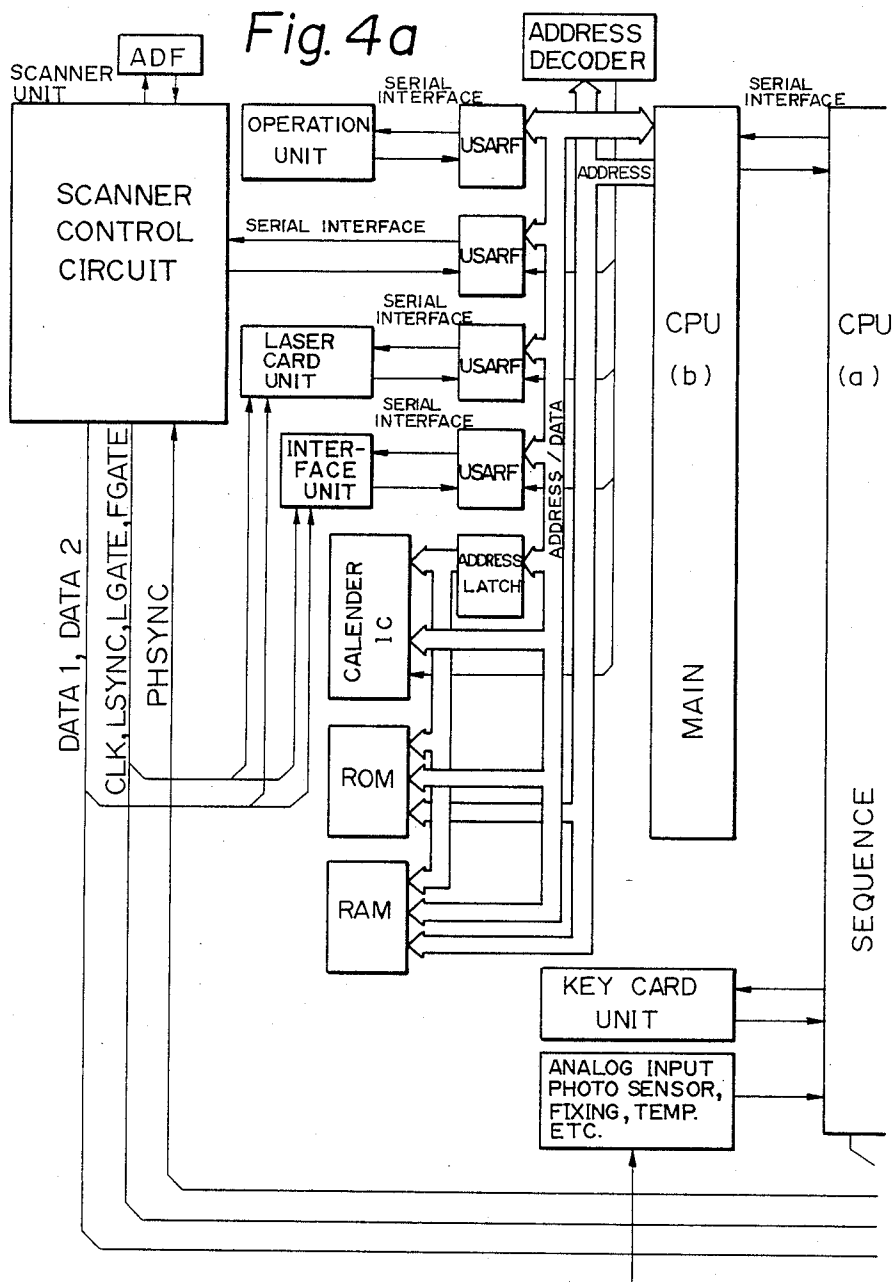 Fig. 4a
ADF
SCANNER
UNIT
SCANNER
CONTROL
CIRCUIT
OPERATION
UNIT
SERIAL
INTERFACE
USARF
ADDRESS
DECODER
SERIAL
INTERFACE
ADDRESS
SERIAL INTERFACE
USARF
LASER
CARD
UNIT
SERIAL
INTERFACE
USARF
INTER-
FACE
UNIT
SERIAL
INTERFACE
USARF
ADDRESS / DATA
CPU
(b)
MAIN
CPU
(a)
SEQUENCE
ADDRESS
LATCH
CALENDER
IC
ROM
RAM
DATA 1, DATA 2
CLK, LSYNC, LGATE, FGATE
PHSYNC
KEY CARD
UNIT
ANALOG INPUT
PHOTO SENSOR,
FIXING, TEMP.
ETC.